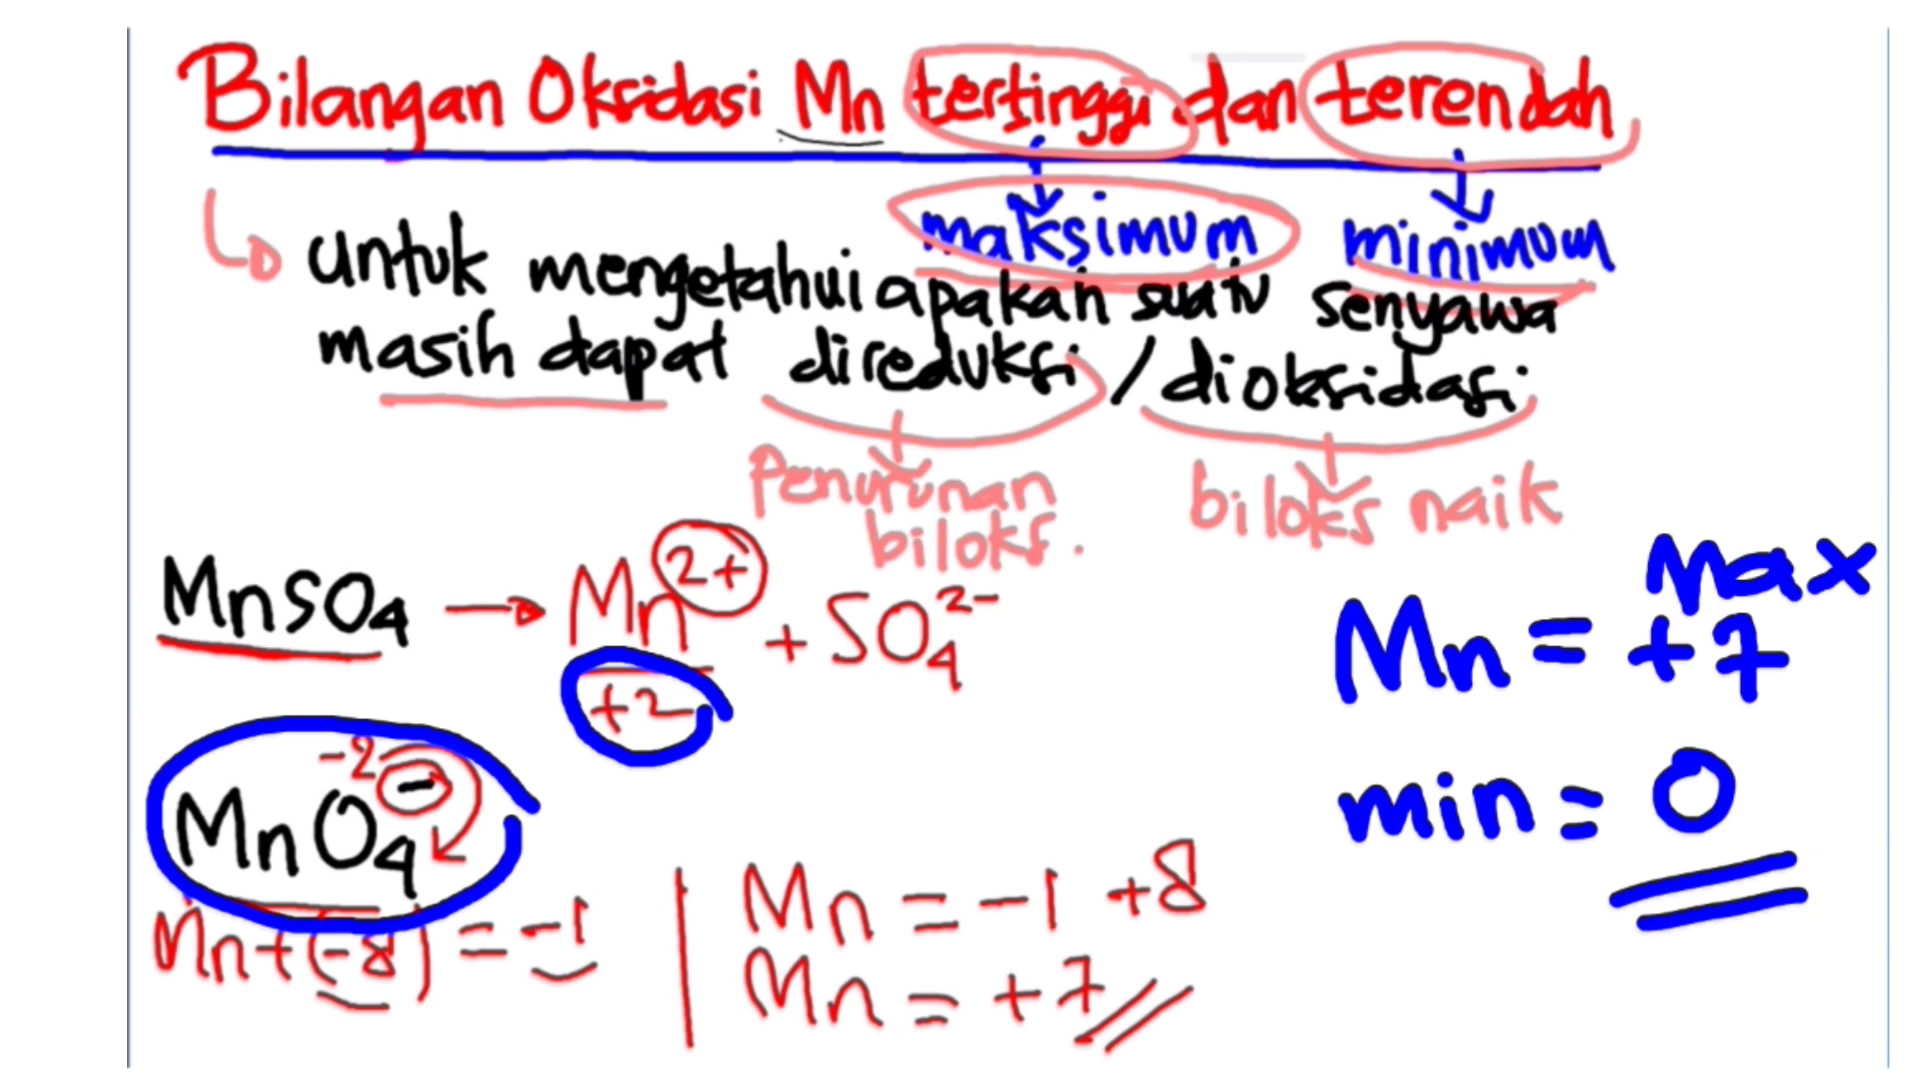 Bilangan Oksidasi Mn tertinggi dan terendah
maksimum minimum
untuk mengetahui apakah suatu senyawa
masih dapat direduksi / dioksidasi
Penurunan biloks naik
biloks.
MnSO₄ → Mn²⁺ + SO₄²⁻
+2
Max
Mn = +7
min = 0
-2
MnO₄⁻
Mn+(-8) = -1
Mn = -1 +8
Mn = +7